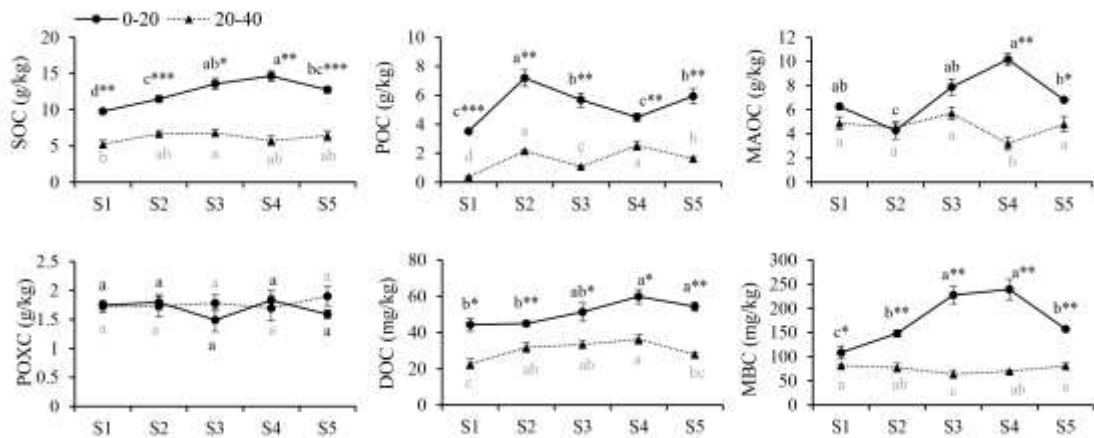 0-20 20-40
SOC (g/kg)
20
15
10
5
0
d** c*** ab* a** bc***
b ab a ab ab
S1 S2 S3 S4 S5
POC (g/kg)
10
8
6
4
2
0
c*** a** b** c** b**
d a c a b
S1 S2 S3 S4 S5
MAOC (g/kg)
12
10
8
6
4
2
0
ab c ab a** b*
a a a b a
S1 S2 S3 S4 S5
POXC (g/kg)
2.5
2
1.5
1
0.5
0
a a a a a
a a a a a
S1 S2 S3 S4 S5
DOC (mg/kg)
80
60
40
20
0
b* b** ab* a* a**
c ab ab a bc
S1 S2 S3 S4 S5
MBC (mg/kg)
300
250
200
150
100
50
0
c* b** a** a** b**
a ab ab a
S1 S2 S3 S4 S5